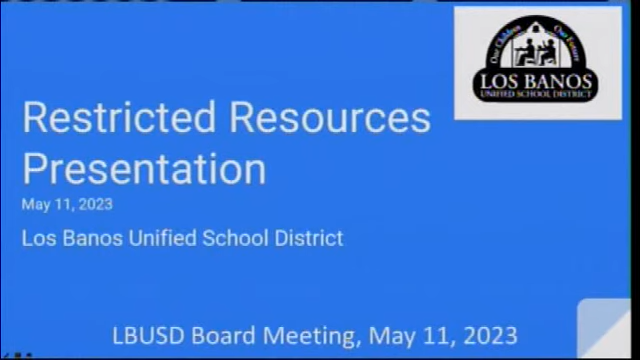 Our Children
Our Future
LOS BANOS
UNIFIED SCHOOL DISTRICT
Restricted Resources
Presentation
May 11, 2023
Los Banos Unified School District
LBUSD Board Meeting, May 11, 2023